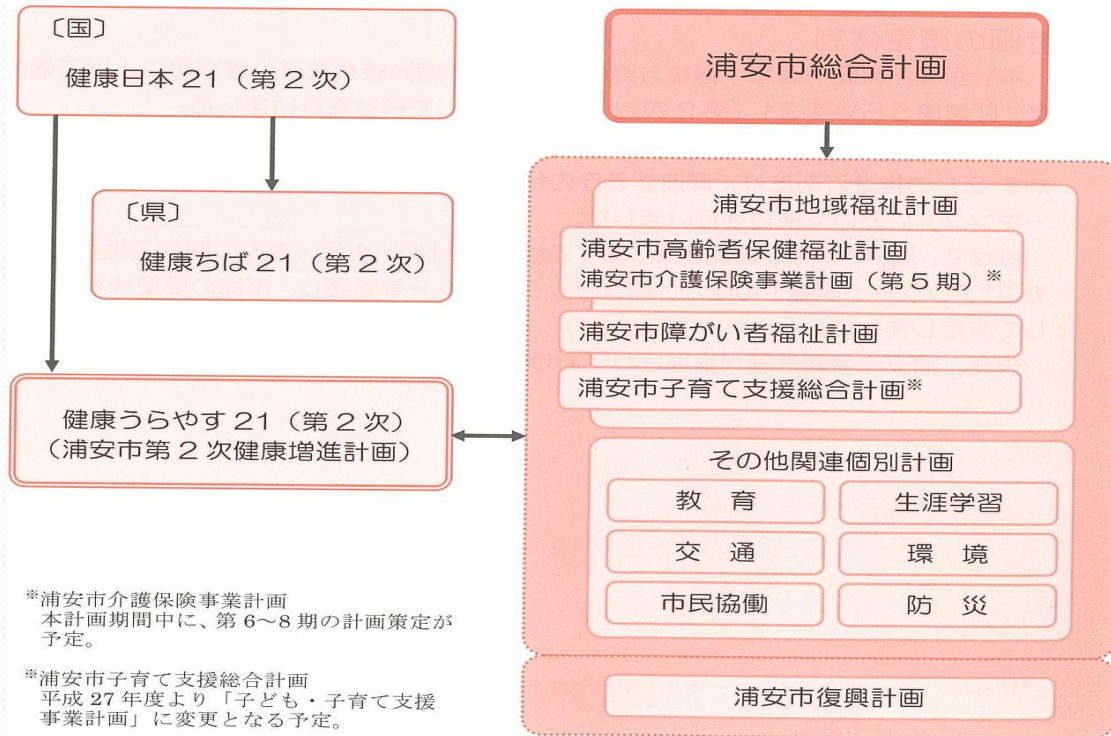 〔国〕
健康日本21（第2次）
〔県〕
健康ちば21（第2次）
健康うらやす21（第2次）
（浦安市第2次健康増進計画）
※浦安市介護保険事業計画
本計画期間中に、第6～8期の計画策定が
予定。
※浦安市子育て支援総合計画
平成27年度より「子ども・子育て支援
事業計画」に変更となる予定。
浦安市総合計画
浦安市地域福祉計画
浦安市高齢者保健福祉計画
浦安市介護保険事業計画（第5期）※
浦安市障がい者福祉計画
浦安市子育て支援総合計画※
その他関連個別計画
教　育
生涯学習
交　通
環　境
市民協働
防　災
浦安市復興計画